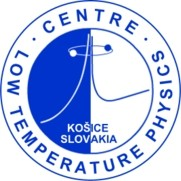 · CENTRE ·
LOW TEMPERATURE PHYSICS
KOŠICE
SLOVAKIA